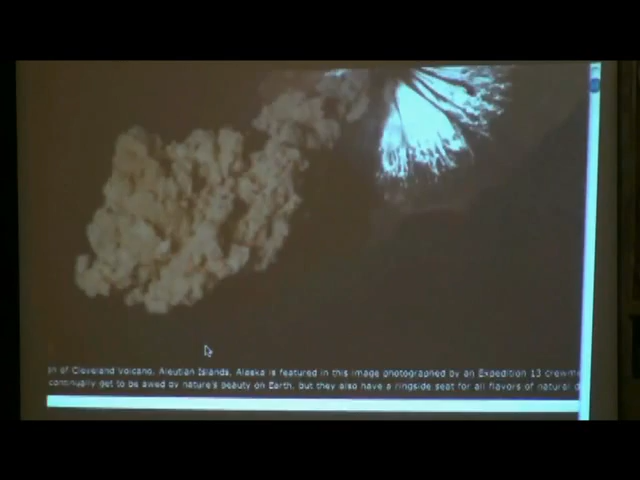 of Cleveland Volcano, Aleutian Islands, Alaska is featured in this image photographed by an Expedition 13
continually get to be awed by nature's beauty on Earth, but they also have a ringside seat for all flavors of natural